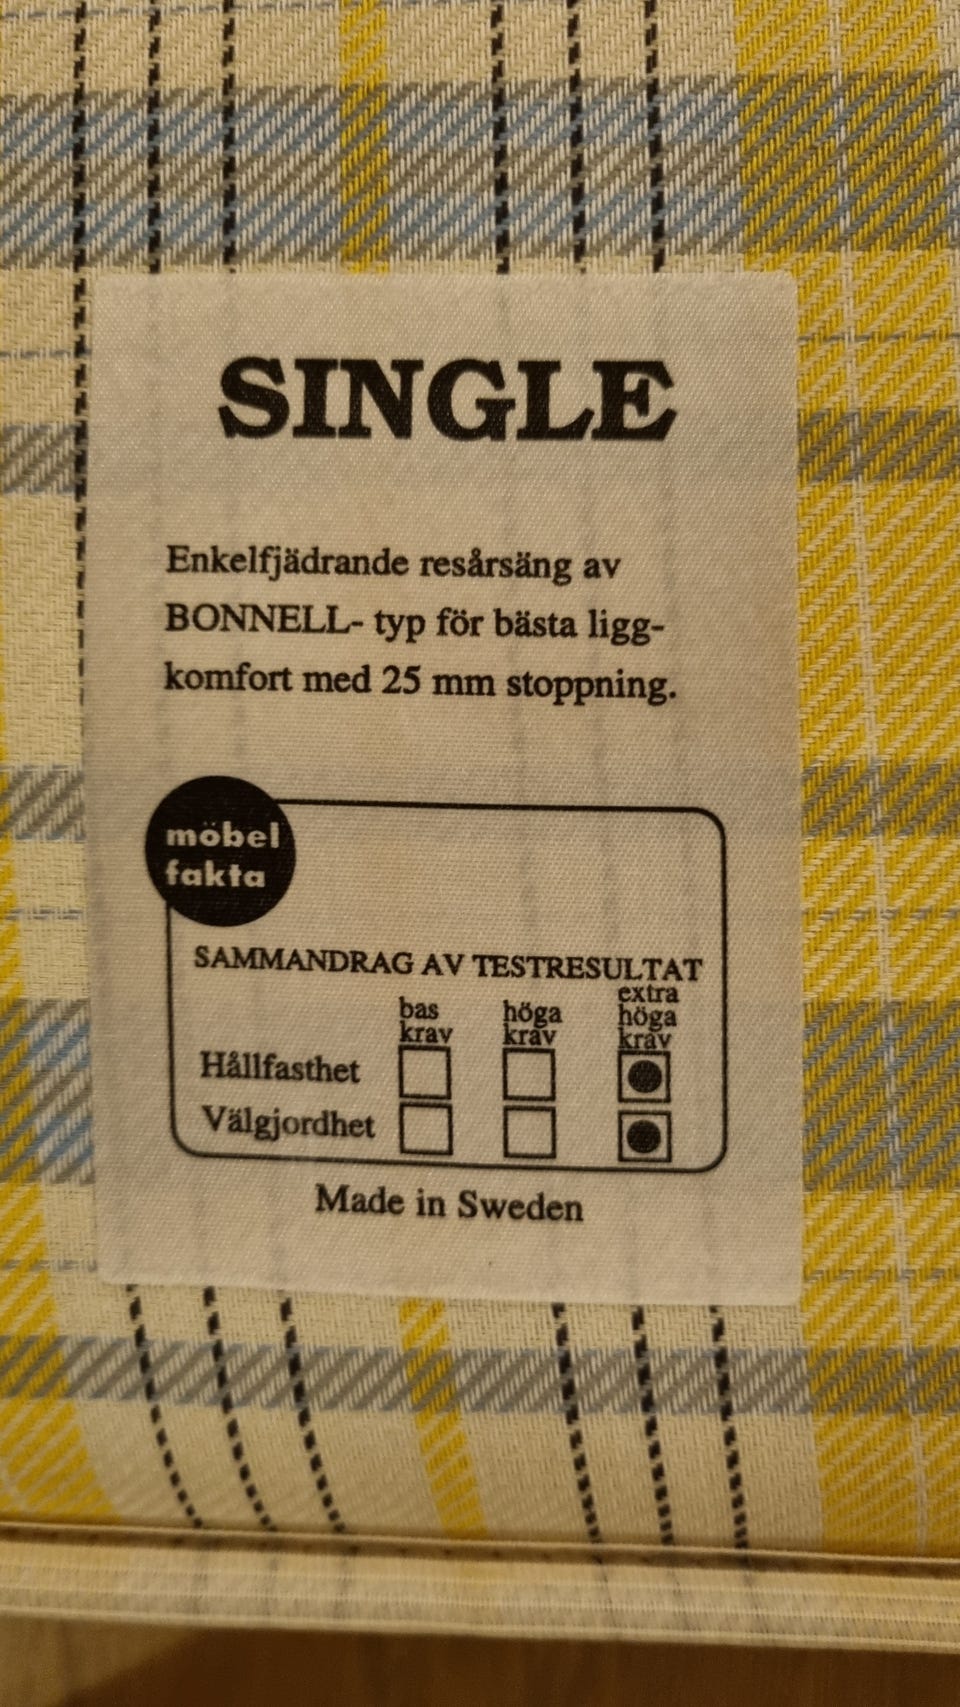 SINGLE
Enkelfjädrande resårsäng av
BONNELL- typ för bästa ligg-
komfort med 25 mm stoppning.
möbel
fakta
SAMMANDRAG AV TESTRESULTAT
bas
krav
höga
krav
extra
höga
krav
Hållfasthet
Välgjordhet
Made in Sweden